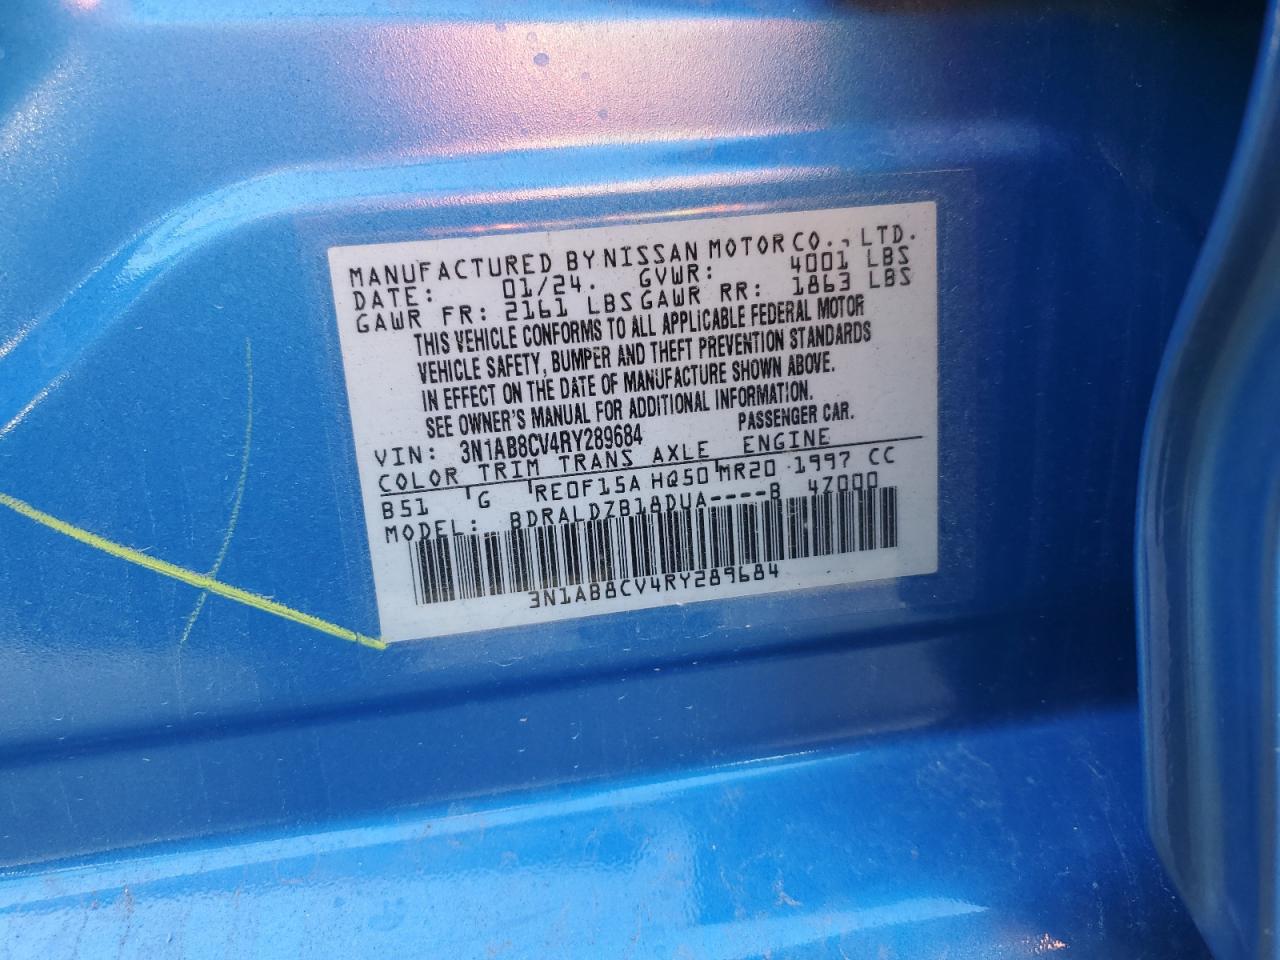 MANUFACTURED BY NISSAN MOTOR CO., LTD.
DATE: 01/24. GVWR: 4001 LBS
GAWR FR: 2161 LBS GAWR RR: 1863 LBS
THIS VEHICLE CONFORMS TO ALL APPLICABLE FEDERAL MOTOR
VEHICLE SAFETY, BUMPER AND THEFT PREVENTION STANDARDS
IN EFFECT ON THE DATE OF MANUFACTURE SHOWN ABOVE.
SEE OWNER'S MANUAL FOR ADDITIONAL INFORMATION.
VIN: 3N1AB8CV4RY289684 PASSENGER CAR.
COLOR TRIM TRANS AXLE ENGINE
B51 G RE0F15A HQ50 MR20 1997 CC
MODEL: BDRALDZB18DUA----B 4Z000
3N1AB8CV4RY289684